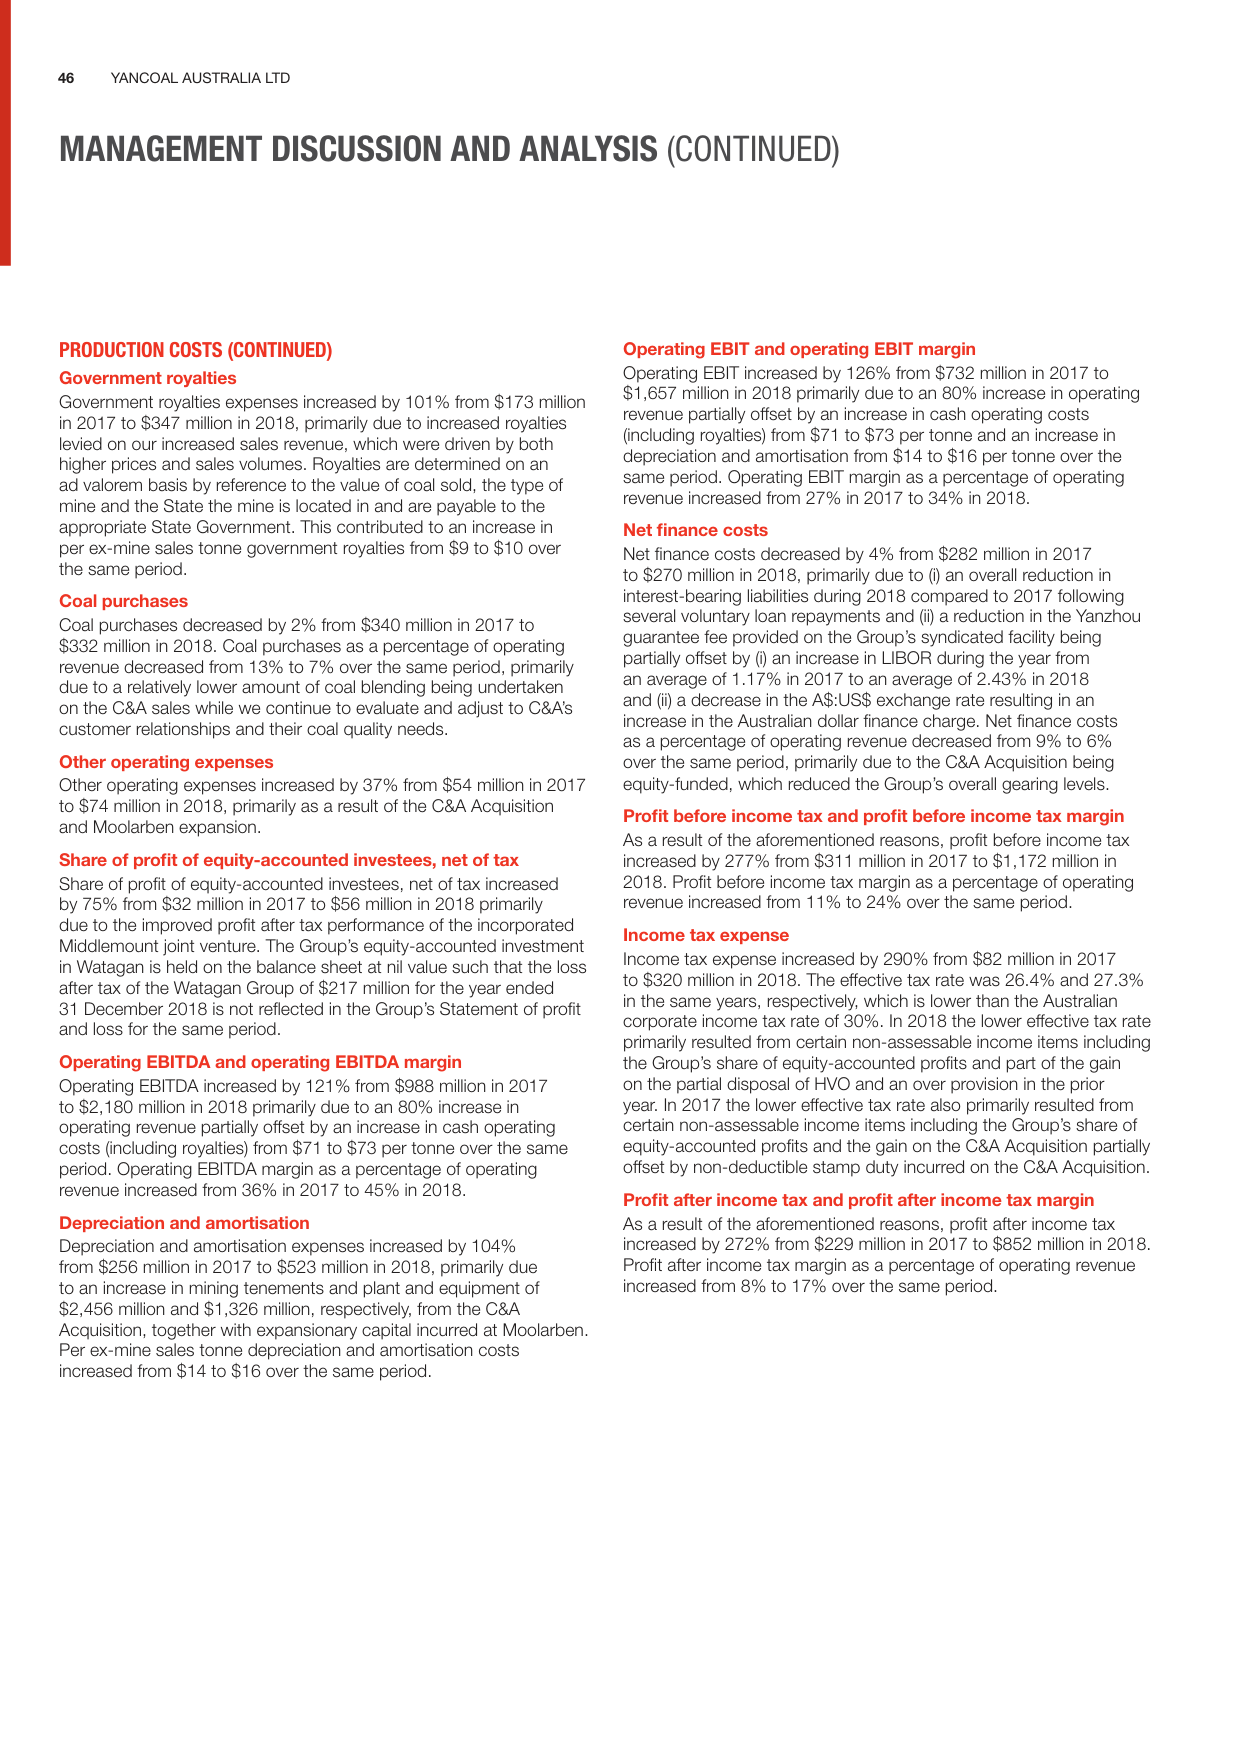 46 YANCOAL AUSTRALIA LTD
MANAGEMENT DISCUSSION AND ANALYSIS (CONTINUED)
PRODUCTION COSTS (CONTINUED)
Government royalties
Government royalties expenses increased by 101% from $173 million
in 2017 to $347 million in 2018, primarily due to increased royalties
levied on our increased sales revenue, which were driven by both
higher prices and sales volumes. Royalties are determined on an
ad valorem basis by reference to the value of coal sold, the type of
mine and the State the mine is located in and are payable to the
appropriate State Government. This contributed to an increase in
per ex-mine sales tonne government royalties from $9 to $10 over
the same period.
Coal purchases
Coal purchases decreased by 2% from $340 million in 2017 to
$332 million in 2018. Coal purchases as a percentage of operating
revenue decreased from 13% to 7% over the same period, primarily
due to a relatively lower amount of coal blending being undertaken
on the C&A sales while we continue to evaluate and adjust to C&A's
customer relationships and their coal quality needs.
Other operating expenses
Other operating expenses increased by 37% from $54 million in 2017
to $74 million in 2018, primarily as a result of the C&A Acquisition
and Moolarben expansion.
Share of profit of equity-accounted investees, net of tax
Share of profit of equity-accounted investees, net of tax increased
by 75% from $32 million in 2017 to $56 million in 2018 primarily
due to the improved profit after tax performance of the incorporated
Middlemount joint venture. The Group's equity-accounted investment
in Watagan is held on the balance sheet at nil value such that the loss
after tax of the Watagan Group of $217 million for the year ended
31 December 2018 is not reflected in the Group's Statement of profit
and loss for the same period.
Operating EBITDA and operating EBITDA margin
Operating EBITDA increased by 121% from $988 million in 2017
to $2,180 million in 2018 primarily due to an 80% increase in
operating revenue partially offset by an increase in cash operating
costs (including royalties) from $71 to $73 per tonne over the same
period. Operating EBITDA margin as a percentage of operating
revenue increased from 36% in 2017 to 45% in 2018.
Depreciation and amortisation
Depreciation and amortisation expenses increased by 104%
from $256 million in 2017 to $523 million in 2018, primarily due
to an increase in mining tenements and plant and equipment of
$2,456 million and $1,326 million, respectively, from the C&A
Acquisition, together with expansionary capital incurred at Moolarben.
Per ex-mine sales tonne depreciation and amortisation costs
increased from $14 to $16 over the same period.
Operating EBIT and operating EBIT margin
Operating EBIT increased by 126% from $732 million in 2017 to
$1,657 million in 2018 primarily due to an 80% increase in operating
revenue partially offset by an increase in cash operating costs
(including royalties) from $71 to $73 per tonne and an increase in
depreciation and amortisation from $14 to $16 per tonne over the
same period. Operating EBIT margin as a percentage of operating
revenue increased from 27% in 2017 to 34% in 2018.
Net finance costs
Net finance costs decreased by 4% from $282 million in 2017
to $270 million in 2018, primarily due to (i) an overall reduction in
interest-bearing liabilities during 2018 compared to 2017 following
several voluntary loan repayments and (ii) a reduction in the Yanzhou
guarantee fee provided on the Group's syndicated facility being
partially offset by (i) an increase in LIBOR during the year from
an average of 1.17% in 2017 to an average of 2.43% in 2018
and (ii) a decrease in the A$:US$ exchange rate resulting in an
increase in the Australian dollar finance charge. Net finance costs
as a percentage of operating revenue decreased from 9% to 6%
over the same period, primarily due to the C&A Acquisition being
equity-funded, which reduced the Group's overall gearing levels.
Profit before income tax and profit before income tax margin
As a result of the aforementioned reasons, profit before income tax
increased by 277% from $311 million in 2017 to $1,172 million in
2018. Profit before income tax margin as a percentage of operating
revenue increased from 11% to 24% over the same period.
Income tax expense
Income tax expense increased by 290% from $82 million in 2017
to $320 million in 2018. The effective tax rate was 26.4% and 27.3%
in the same years, respectively, which is lower than the Australian
corporate income tax rate of 30%. In 2018 the lower effective tax rate
primarily resulted from certain non-assessable income items including
the Group's share of equity-accounted profits and part of the gain
on the partial disposal of HVO and an over provision in the prior
year. In 2017 the lower effective tax rate also primarily resulted from
certain non-assessable income items including the Group's share of
equity-accounted profits and the gain on the C&A Acquisition partially
offset by non-deductible stamp duty incurred on the C&A Acquisition.
Profit after income tax and profit after income tax margin
As a result of the aforementioned reasons, profit after income tax
increased by 272% from $229 million in 2017 to $852 million in 2018.
Profit after income tax margin as a percentage of operating revenue
increased from 8% to 17% over the same period.